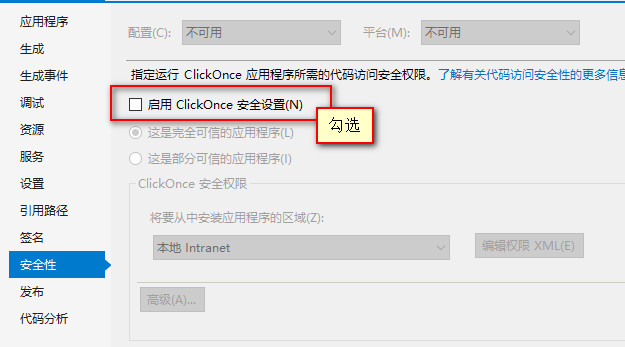 应用程序
生成
生成事件
调试
资源
服务
设置
引用路径
签名
安全性
发布
代码分析
配置(C): 不可用 平台(M): 不可用
指定运行 ClickOnce 应用程序所需的代码访问安全权限。了解有关代码访问安全性的更多信息
启用 ClickOnce 安全设置(N)
勾选
这是完全可信的应用程序(L)
这是部分可信的应用程序(I)
ClickOnce 安全权限
将要从中安装应用程序的区域(Z):
本地 Intranet 编辑权限 XML(E)
高级(A)...